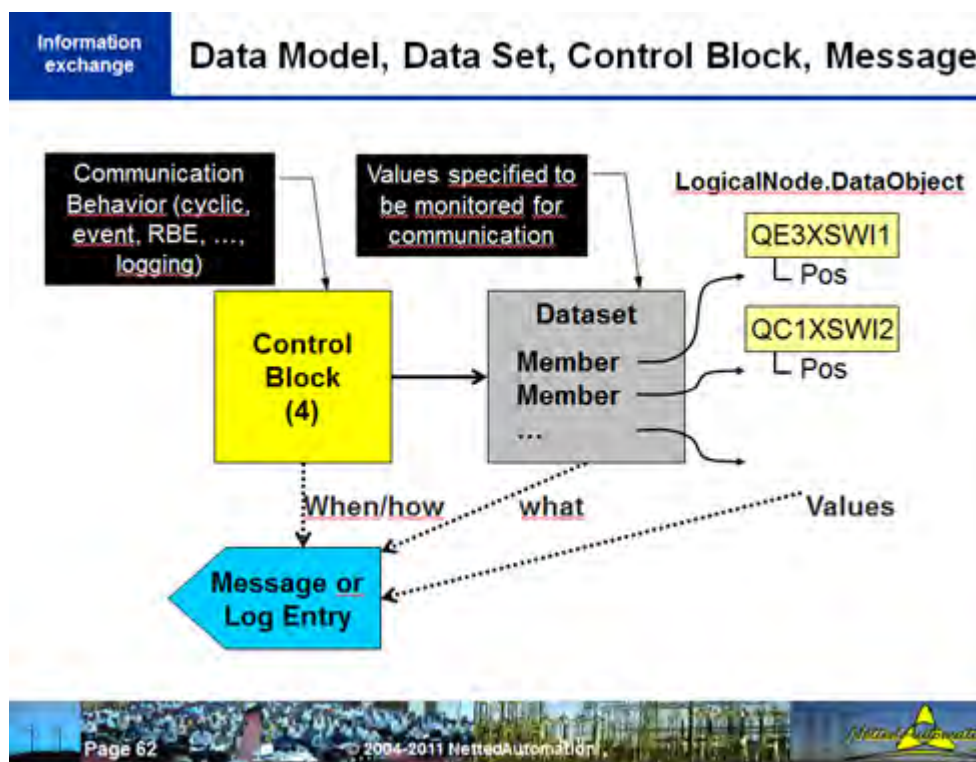 Information
exchange
Data Model, Data Set, Control Block, Message
Communication
Behavior (cyclic,
event, RBE, ...,
logging)
Values specified to
be monitored for
communication
LogicalNode.DataObject
QE3XSWI1
Pos
QC1XSWI2
Pos
Control
Block
(4)
Dataset
Member
Member
...
When/how
what
Values
Message or
Log Entry
Page 62
© 2004-2011 NettedAutomation